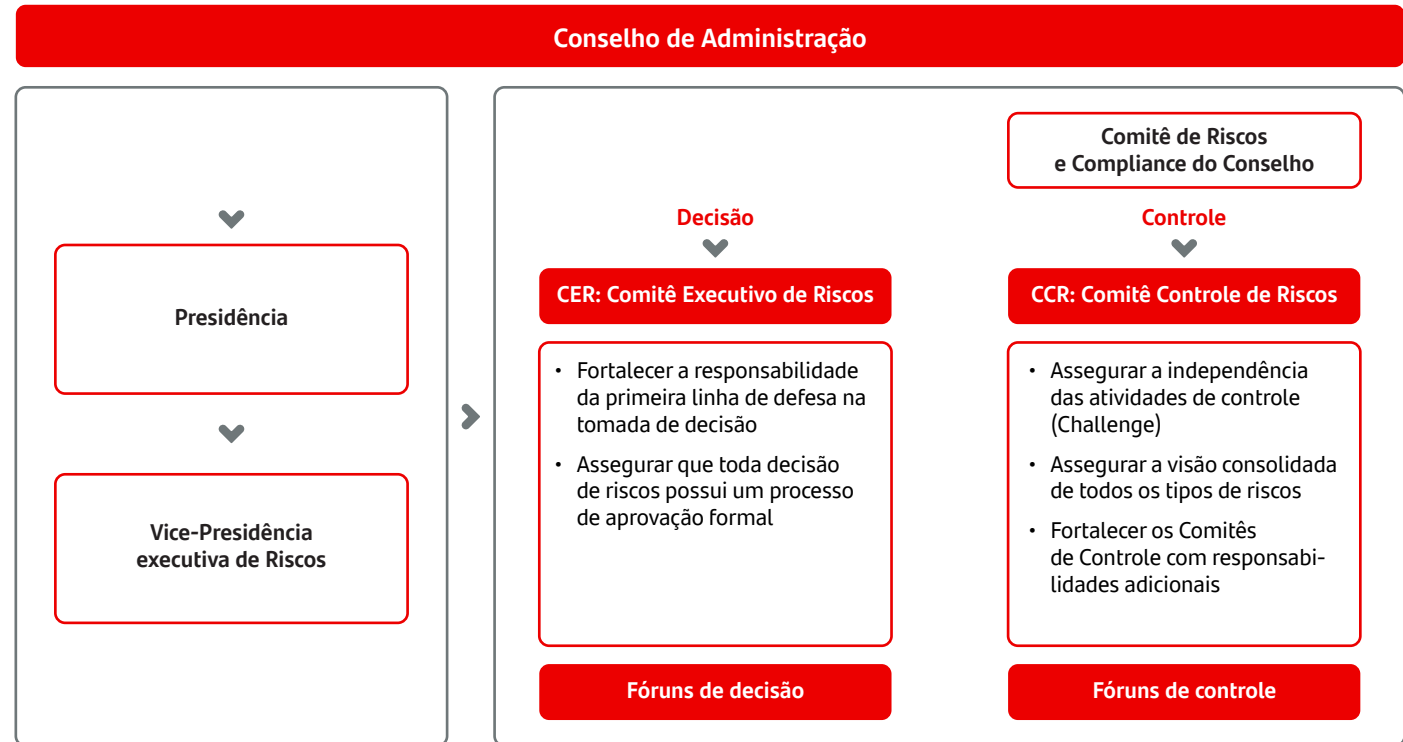 Conselho de Administração
Presidência
Vice-Presidência
executiva de Riscos
Decisão
CER: Comitê Executivo de Riscos
• Fortalecer a responsabilidade
da primeira linha de defesa na
tomada de decisão
• Assegurar que toda decisão
de riscos possui um processo
de aprovação formal
Fóruns de decisão
Comitê de Riscos
e Compliance do Conselho
Controle
CCR: Comitê Controle de Riscos
• Assegurar a independência
das atividades de controle
(Challenge)
• Assegurar a visão consolidada
de todos os tipos de riscos
• Fortalecer os Comitês
de Controle com responsabi-
lidades adicionais
Fóruns de controle